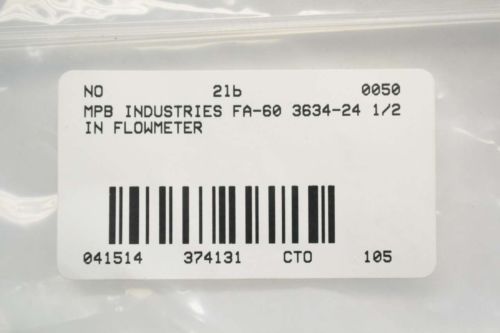 NO 21b 0050
MPB INDUSTRIES FA-60 3634-24 1/2
IN FLOWMETER
041514 374131 CTO 105